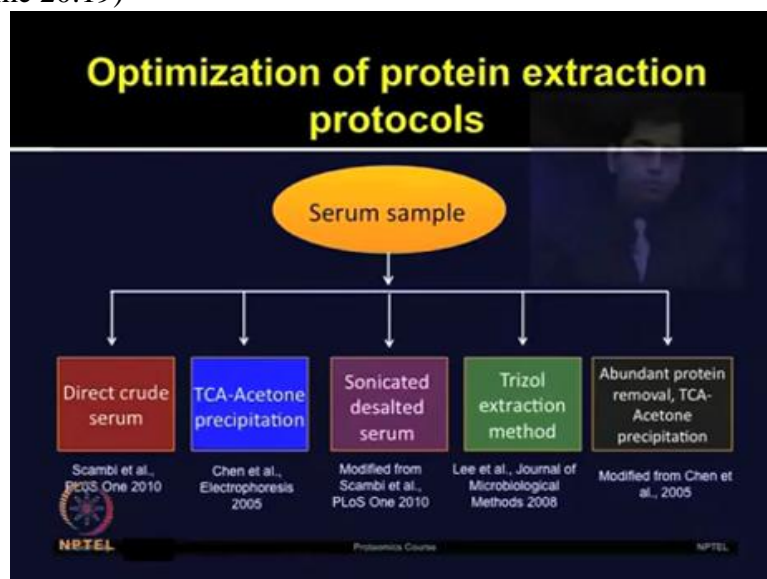 Optimization of protein extraction
protocols
Serum sample
Direct crude
serum
TCA-Acetone
precipitation
Sonicated
desalted
serum
Trizol
extraction
method
Abundant protein
removal, TCA-
Acetone
precipitation
Scambi et al.,
PLoS One 2010
Chen et al.,
Electrophoresis
2005
Modified from
Scambi et al.,
PLoS One 2010
Lee et al., Journal of
Microbiological
Methods 2008
Modified from Chen et
al., 2005
NPTEL
Proteomics Course
NPTEL